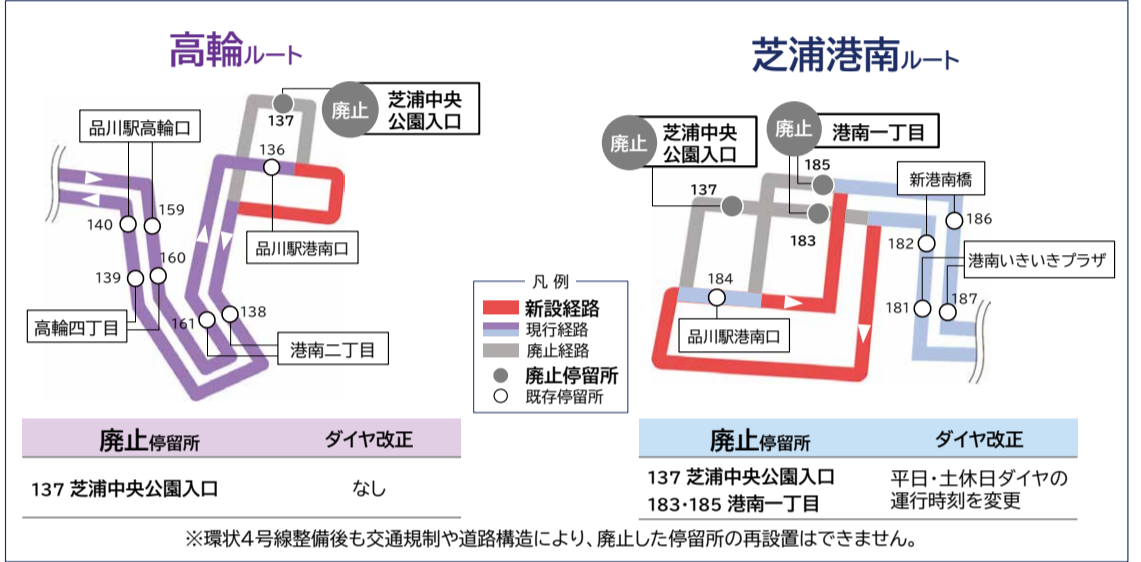 高輪ルート
廃止
芝浦中央
公園入口
137
品川駅高輪口
136
159
140
品川駅港南口
160
139
高輪四丁目
161
138
港南二丁目
芝浦港南ルート
廃止
芝浦中央
公園入口
廃止
港南一丁目
185
新港南橋
137
186
183
182
港南いきいきプラザ
184
181
187
品川駅港南口
凡例
新設経路
現行経路
廃止経路
廃止停留所
既存停留所
廃止停留所 ダイヤ改正
137 芝浦中央公園入口 なし
廃止停留所 ダイヤ改正
137 芝浦中央公園入口
183・185 港南一丁目
平日・土休日ダイヤの
運行時刻を変更
※環状4号線整備後も交通規制や道路構造により、廃止した停留所の再設置はできません。